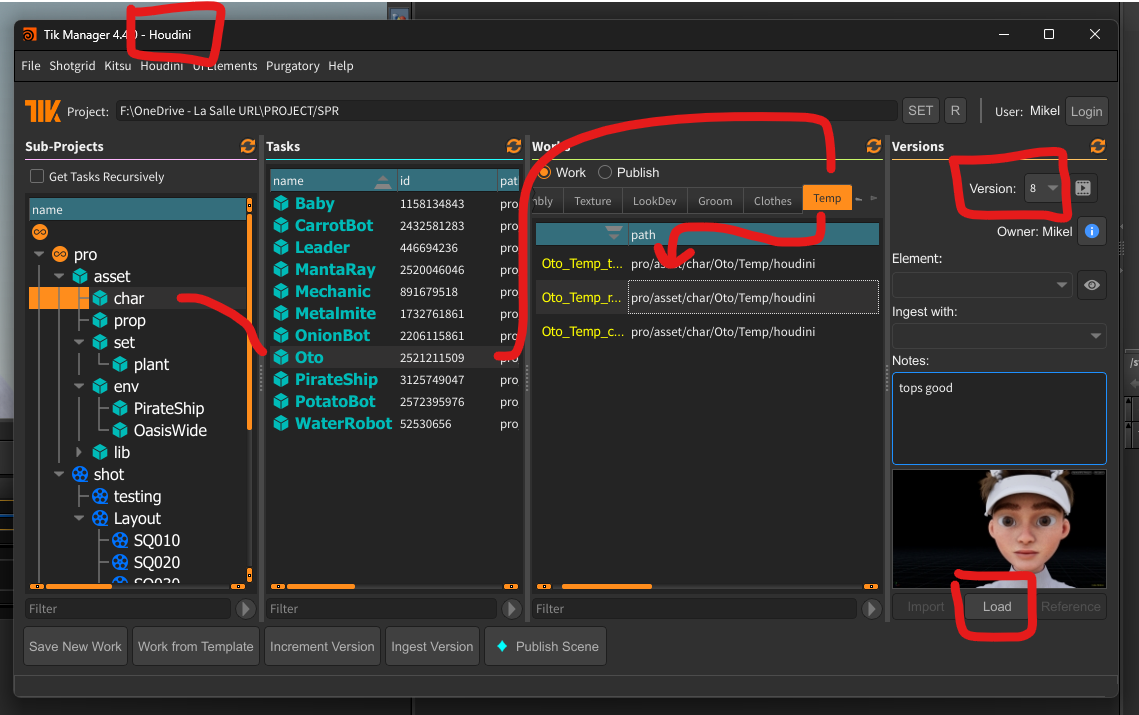 Tik Manager 4.4.0 - Houdini
File Shotgrid Kitsu Houdini UI Elements Purgatory Help
TIK Project: F:\OneDrive - La Salle URL\PROJECT/SPR SET R User: Mikel Login
Sub-Projects
Get Tasks Recursively
name
pro
asset
char
prop
set
plant
env
PirateShip
OasisWide
lib
shot
testing
Layout
SQ010
SQ020
Filter
Tasks
name id pat
Baby 1158134843 pro
CarrotBot 2432581283 pro
Leader 446694236 pro
MantaRay 2520046046 pro
Mechanic 891679518 pro
Metalmite 1732761861 pro
OnionBot 2206115861 pro
Oto 2521211509 pro
PirateShip 3125749047 pro
PotatoBot 2572395976 pro
WaterRobot 52530656 pro
Filter
Works
Work Publish
mbly Texture LookDev Groom Clothes Temp
path
Oto_Temp_t... pro/asset/char/Oto/Temp/houdini
Oto_Temp_r... pro/asset/char/Oto/Temp/houdini
Oto_Temp_c... pro/asset/char/Oto/Temp/houdini
Filter
Versions
Version: 8
Owner: Mikel
Element:
Ingest with:
Notes:
tops good
Import Load Reference
Save New Work Work from Template Increment Version Ingest Version Publish Scene